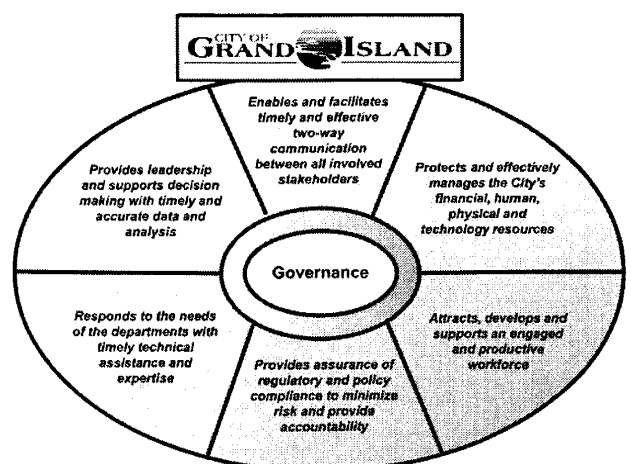 CITY OF
GRAND ISLAND
Enables and facilitates
timely and effective
two-way
communication
between all involved
stakeholders
Provides leadership
and supports decision
making with timely and
accurate data and
analysis
Protects and effectively
manages the City's
financial, human,
physical and
technology resources
Governance
Responds to the needs
of the departments with
timely technical
assistance and
expertise
Provides assurance of
regulatory and policy
compliance to minimize
risk and provide
accountability
Attracts, develops and
supports an engaged
and productive
workforce